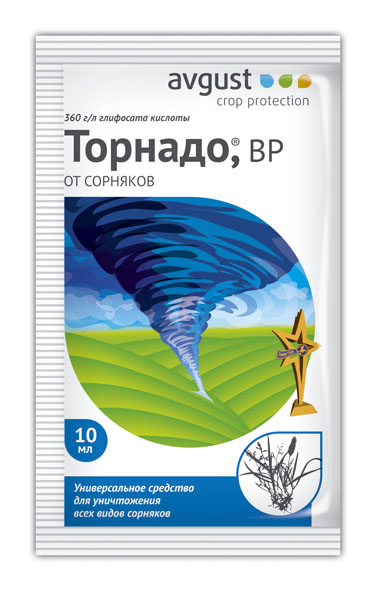 avgust
crop protection
360 г/л глифосата кислоты
Торнадо®, ВР
ОТ СОРНЯКОВ
10
мл
Универсальное средство
для уничтожения
всех видов сорняков